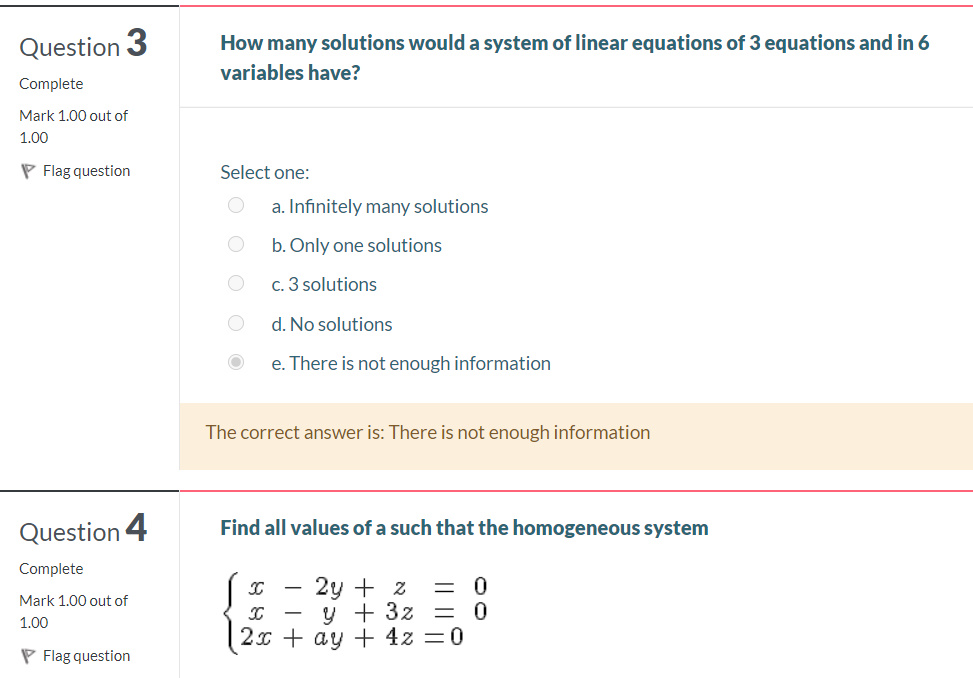 Question 3
Complete
Mark 1.00 out of
1.00
Flag question
How many solutions would a system of linear equations of 3 equations and in 6
variables have?
Select one:
a. Infinitely many solutions
b. Only one solutions
c. 3 solutions
d. No solutions
e. There is not enough information
The correct answer is: There is not enough information
Question 4
Complete
Mark 1.00 out of
1.00
Flag question
Find all values of a such that the homogeneous system
x − 2y + z = 0
x − y + 3z = 0
2x + ay + 4z = 0